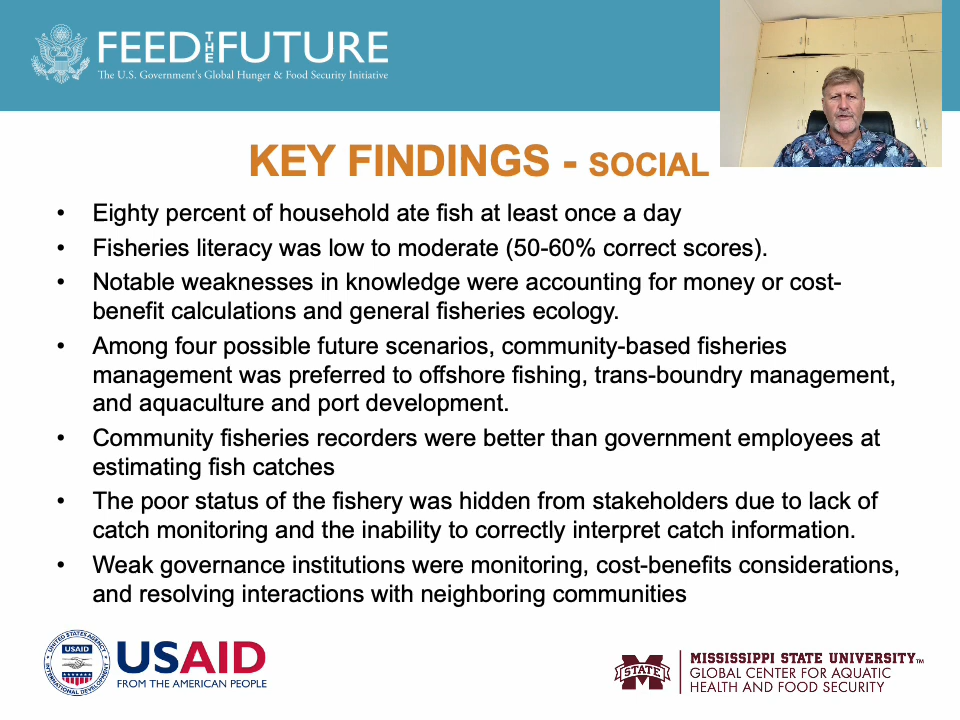 FEED THE FUTURE
The U.S. Government's Global Hunger & Food Security Initiative
KEY FINDINGS - SOCIAL
• Eighty percent of household ate fish at least once a day
• Fisheries literacy was low to moderate (50-60% correct scores).
• Notable weaknesses in knowledge were accounting for money or cost-
benefit calculations and general fisheries ecology.
• Among four possible future scenarios, community-based fisheries
management was preferred to offshore fishing, trans-boundry management,
and aquaculture and port development.
• Community fisheries recorders were better than government employees at
estimating fish catches
• The poor status of the fishery was hidden from stakeholders due to lack of
catch monitoring and the inability to correctly interpret catch information.
• Weak governance institutions were monitoring, cost-benefits considerations,
and resolving interactions with neighboring communities
UNITED STATES AGENCY
USAID
INTERNATIONAL DEVELOPMENT
USAID
FROM THE AMERICAN PEOPLE
STATE
MISSISSIPPI STATE UNIVERSITY™
GLOBAL CENTER FOR AQUATIC
HEALTH AND FOOD SECURITY